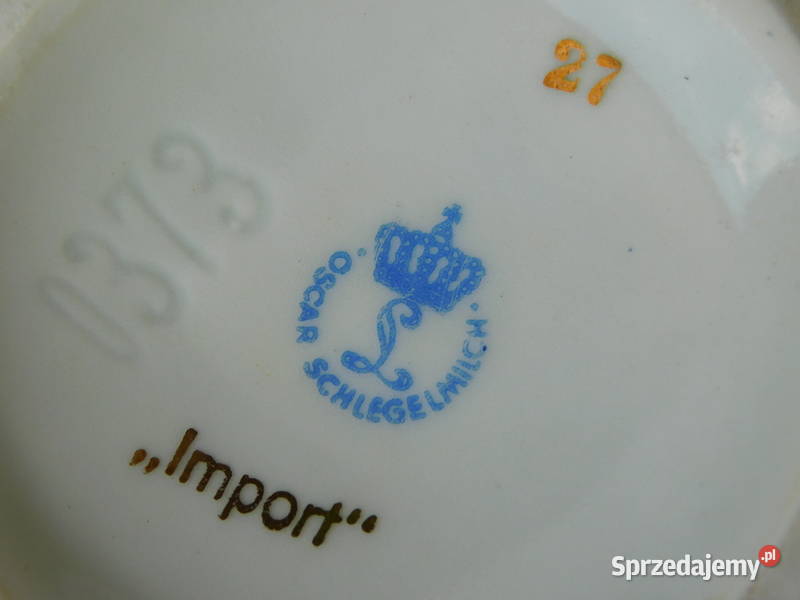 27
0373
L
· OSCAR SCHLEGELMILCH ·
„Import“
Sprzedajemy.pl